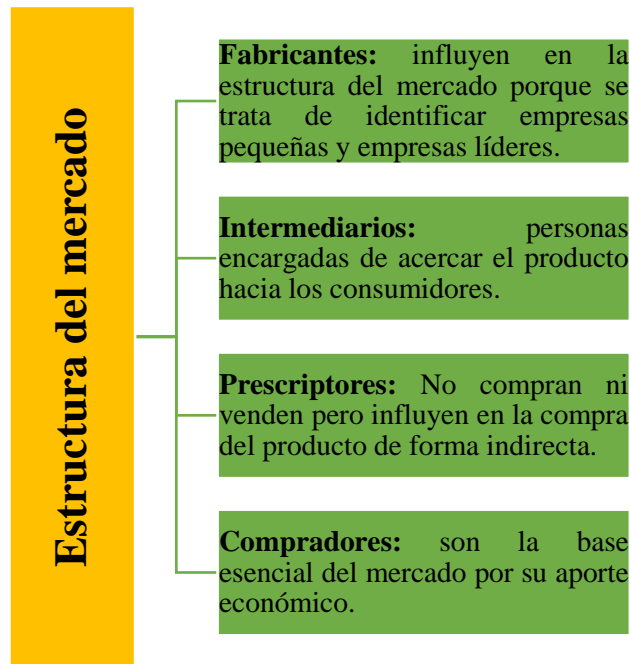 Estructura del mercado
Fabricantes: influyen en la
estructura del mercado porque se
trata de identificar empresas
pequeñas y empresas líderes.
Intermediarios: personas
encargadas de acercar el producto
hacia los consumidores.
Prescriptores: No compran ni
venden pero influyen en la compra
del producto de forma indirecta.
Compradores: son la base
esencial del mercado por su aporte
económico.